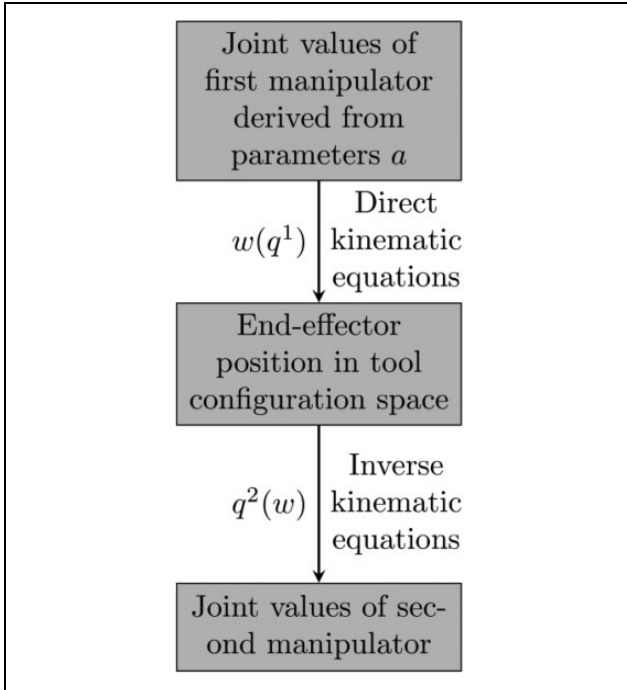 Joint values of
first manipulator
derived from
parameters a
w(q¹)
Direct
kinematic
equations
End-effector
position in tool
configuration space
q²(w)
Inverse
kinematic
equations
Joint values of sec-
ond manipulator